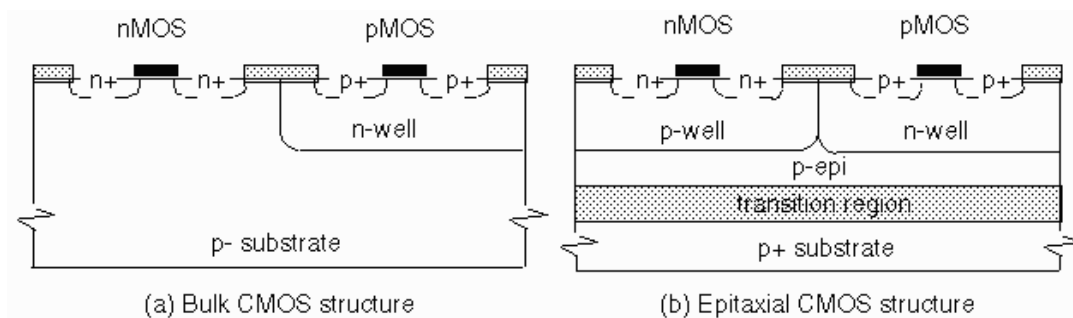 nMOS pMOS
n+ n+ p+ p+
n-well
p- substrate
(a) Bulk CMOS structure
nMOS pMOS
n+ n+ p+ p+
p-well n-well
p-epi
transition region
p+ substrate
(b) Epitaxial CMOS structure